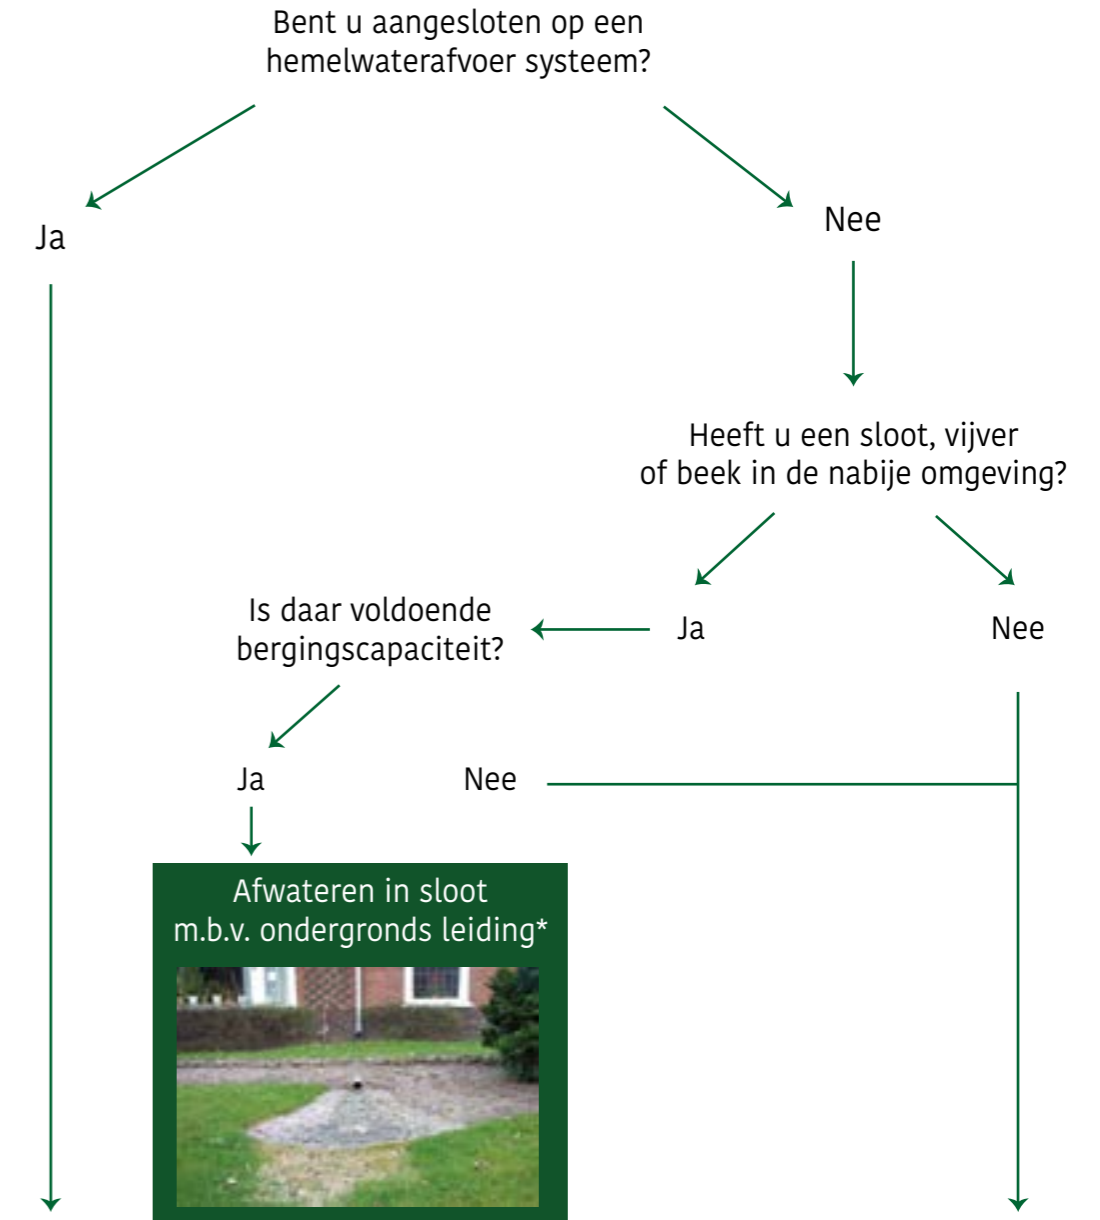 Bent u aangesloten op een
hemelwaterafvoer systeem?
Ja
Nee
Heeft u een sloot, vijver
of beek in de nabije omgeving?
Is daar voldoende
bergingscapaciteit?
Ja
Nee
Ja
Nee
Afwateren in sloot
m.b.v. ondergronds leiding*